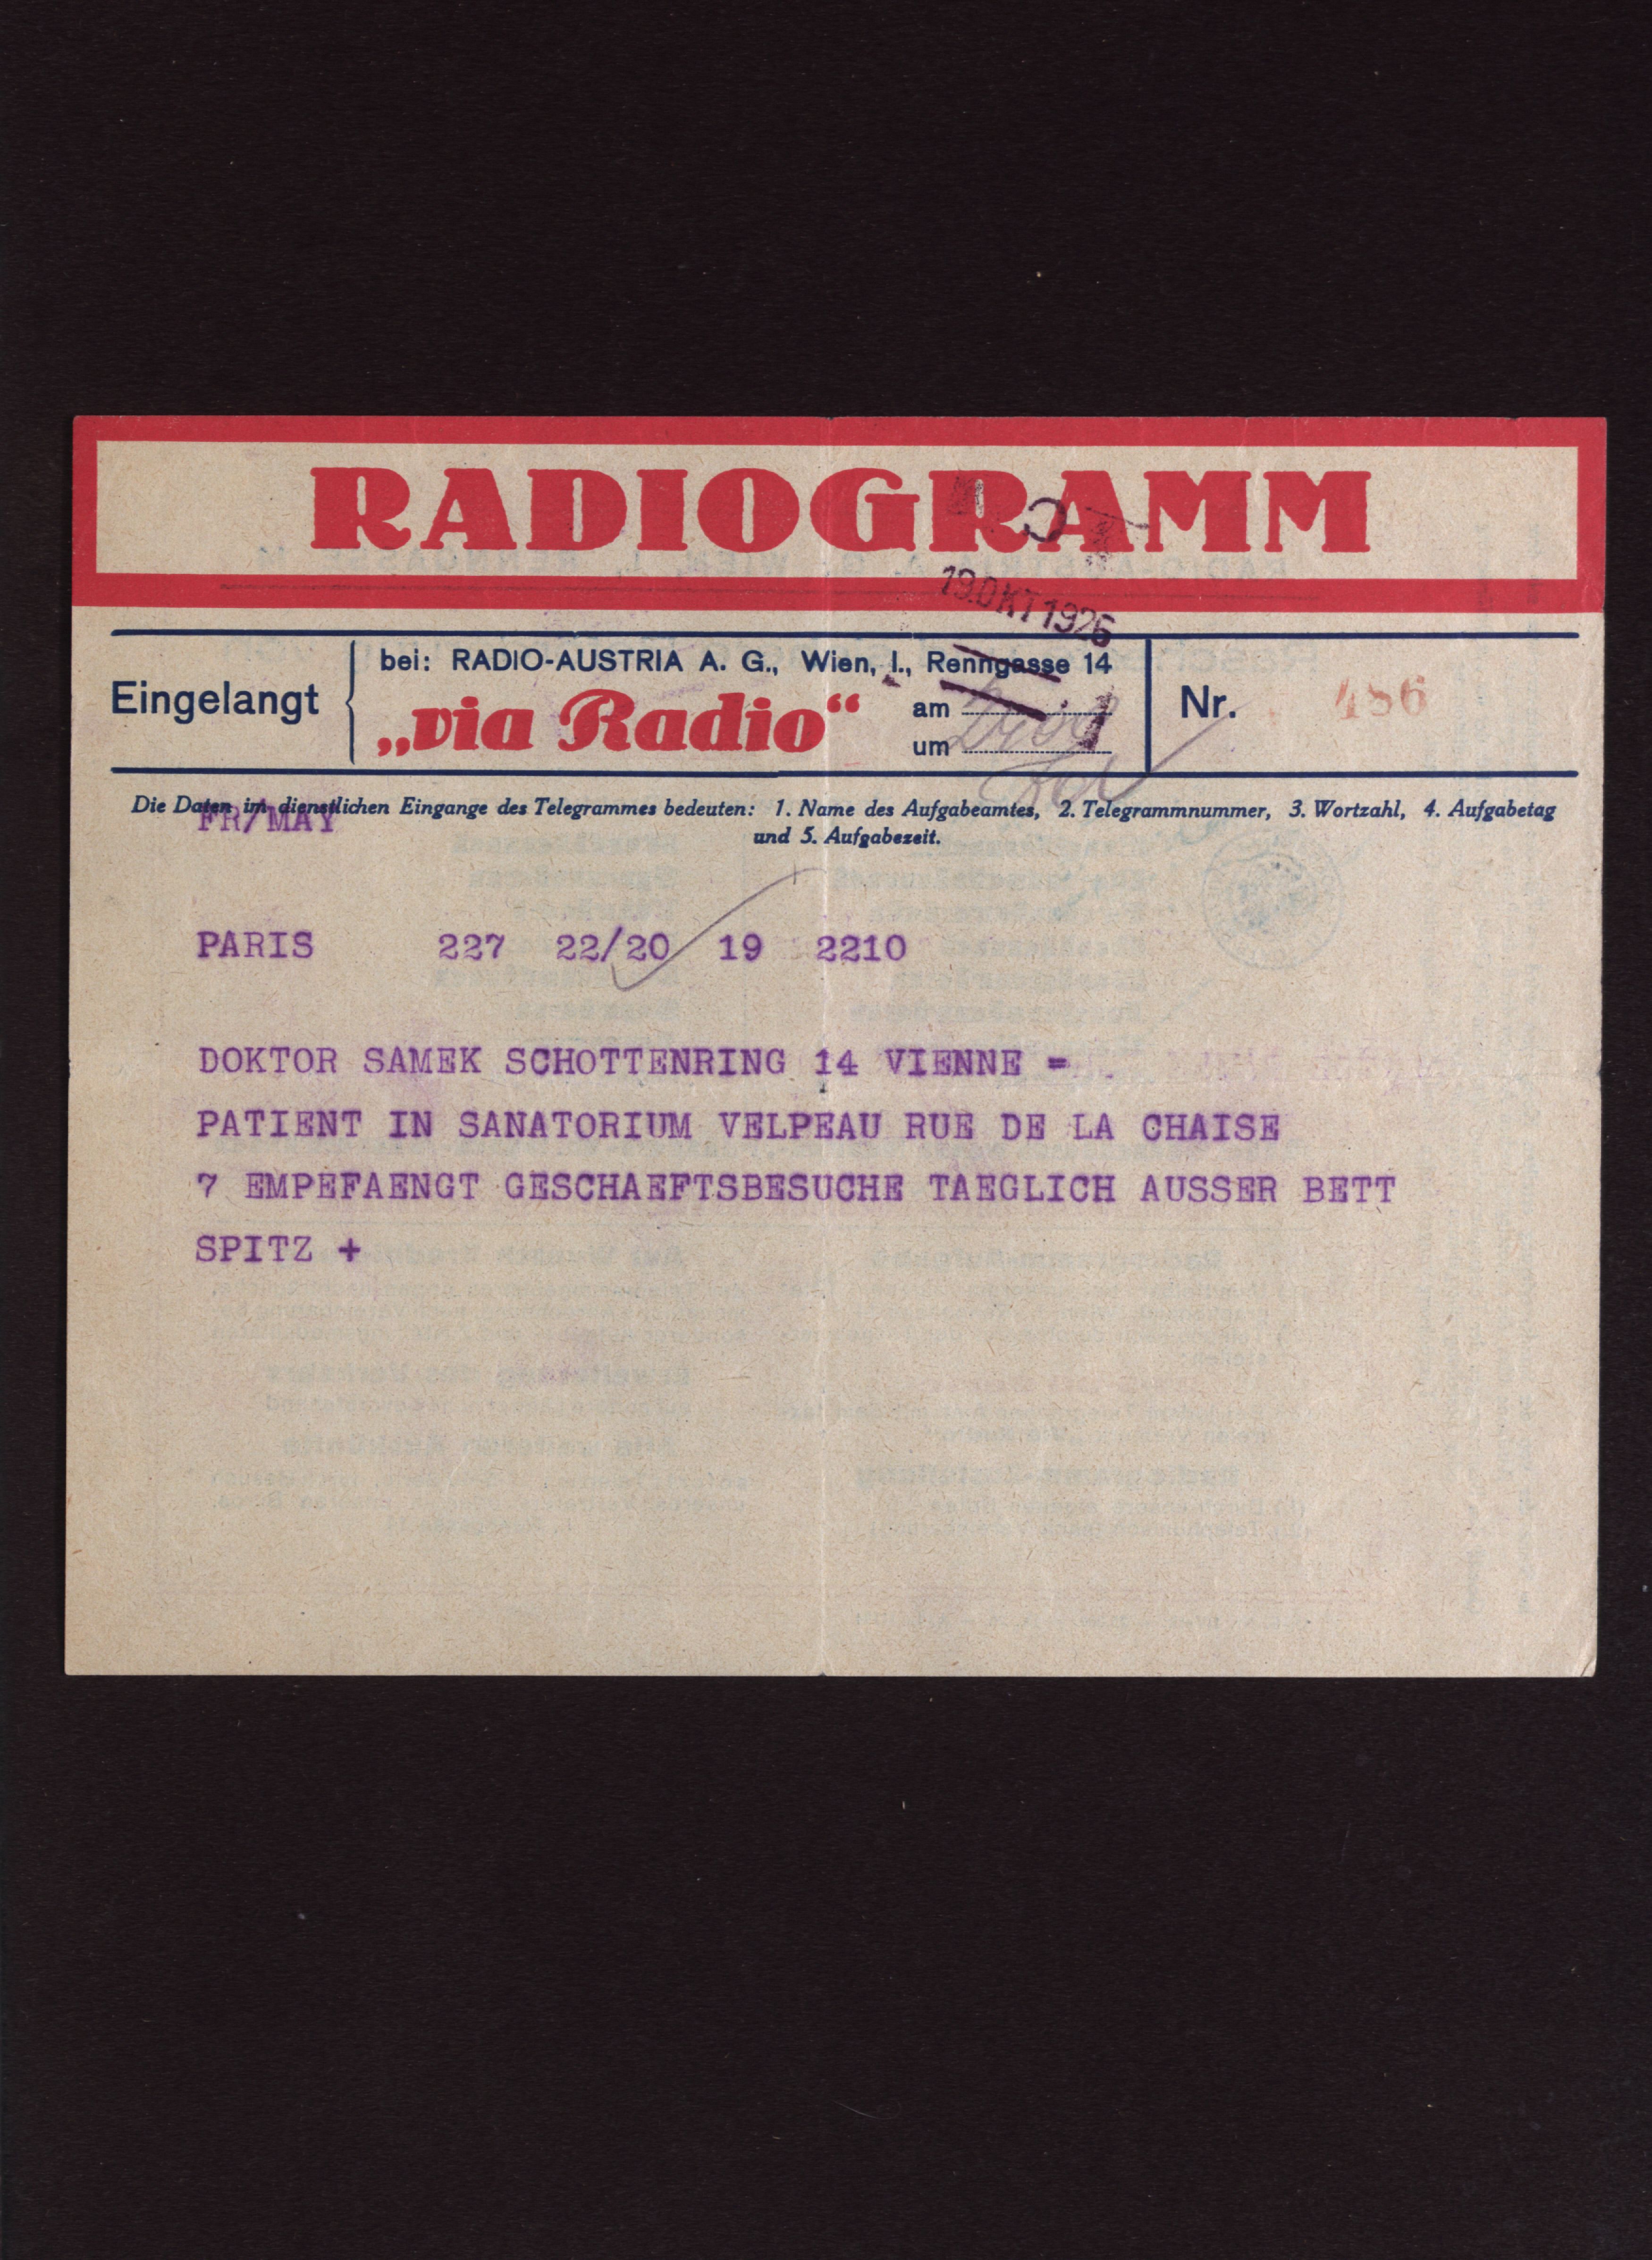 RADIOGRAMM
19.OKT 1926
Eingelangt
bei: RADIO-AUSTRIA A. G., Wien, I., Renngasse 14
„via Radio“
am
um
Nr. 486
Die Daten im dienstlichen Eingange des Telegrammes bedeuten: 1. Name des Aufgabeamtes, 2. Telegrammnummer, 3. Wortzahl, 4. Aufgabetag
und 5. Aufgabezeit.
FR/MAY
PARIS 227 22/20 19 2210
DOKTOR SAMEK SCHOTTENRING 14 VIENNE =
PATIENT IN SANATORIUM VELPEAU RUE DE LA CHAISE
7 EMPEFAENGT GESCHAEFTSBESUCHE TAEGLICH AUSSER BETT
SPITZ +